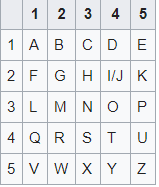 1 2 3 4 5
1 A B C D E
2 F G H I/J K
3 L M N O P
4 Q R S T U
5 V W X Y Z